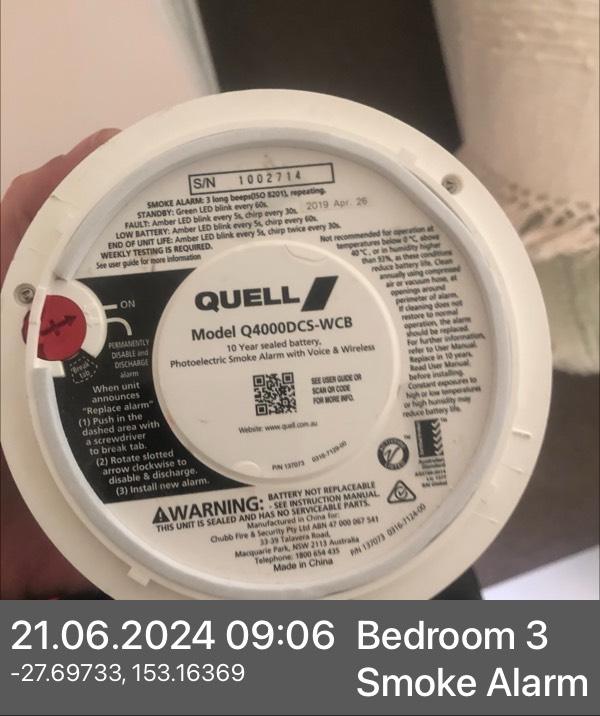 S/N 1002714
SMOKE ALARM: 3 long beeps(ISO 8201), repeating.
STANDBY: Green LED blink every 60s.
2019 Apr. 26
FAULT: Amber LED blink every 5s, chirp every 30s.
LOW BATTERY: Amber LED blink every 5s, chirp every 60s.
END OF UNIT LIFE: Amber LED blink every 5s, chirp twice every 30s.
WEEKLY TESTING IS REQUIRED.
See user guide for more information
Not recommended for operation at
temperatures below 0 °C, above
40 °C, or in humidity higher
than 93%, as these conditions
reduce battery life. Clean
annually using compressed
air or vacuum hose, at
openings around
perimeter of alarm.
If cleaning does not
restore to normal
operation, the alarm
should be replaced.
For further information,
refer to User Manual.
Replace in 10 years.
Read User Manual,
before installing.
Constant exposures to
high or low temperatures
or high humidity may
reduce battery life.
ON
PERMANENTLY
DISABLE and
DISCHARGE
alarm
Break
tab
When unit
announces
"Replace alarm"
(1) Push in the
dashed area with
a screwdriver
to break tab.
(2) Rotate slotted
arrow clockwise to
disable & discharge.
(3) Install new alarm.
QUELL
Model Q4000DCS-WCB
10 Year sealed battery,
Photoelectric Smoke Alarm with Voice & Wireless
SEE USER GUIDE OR
SCAN QR CODE
FOR MORE INFO.
Website: www.quell.com.au
P/N 137073 0316-7129-00
WARNING: BATTERY NOT REPLACEABLE
- SEE INSTRUCTION MANUAL.
THIS UNIT IS SEALED AND HAS NO SERVICEABLE PARTS.
Manufactured in China for:
Chubb Fire & Security Pty Ltd ABN 47 000 067 541
33-39 Talavera Road,
Macquarie Park, NSW 2113 Australia
Telephone: 1800 654 435
Made in China
P/N 137073 0316-7124-00
Australian
Standard
21.06.2024 09:06
-27.69733, 153.16369
Bedroom 3
Smoke Alarm